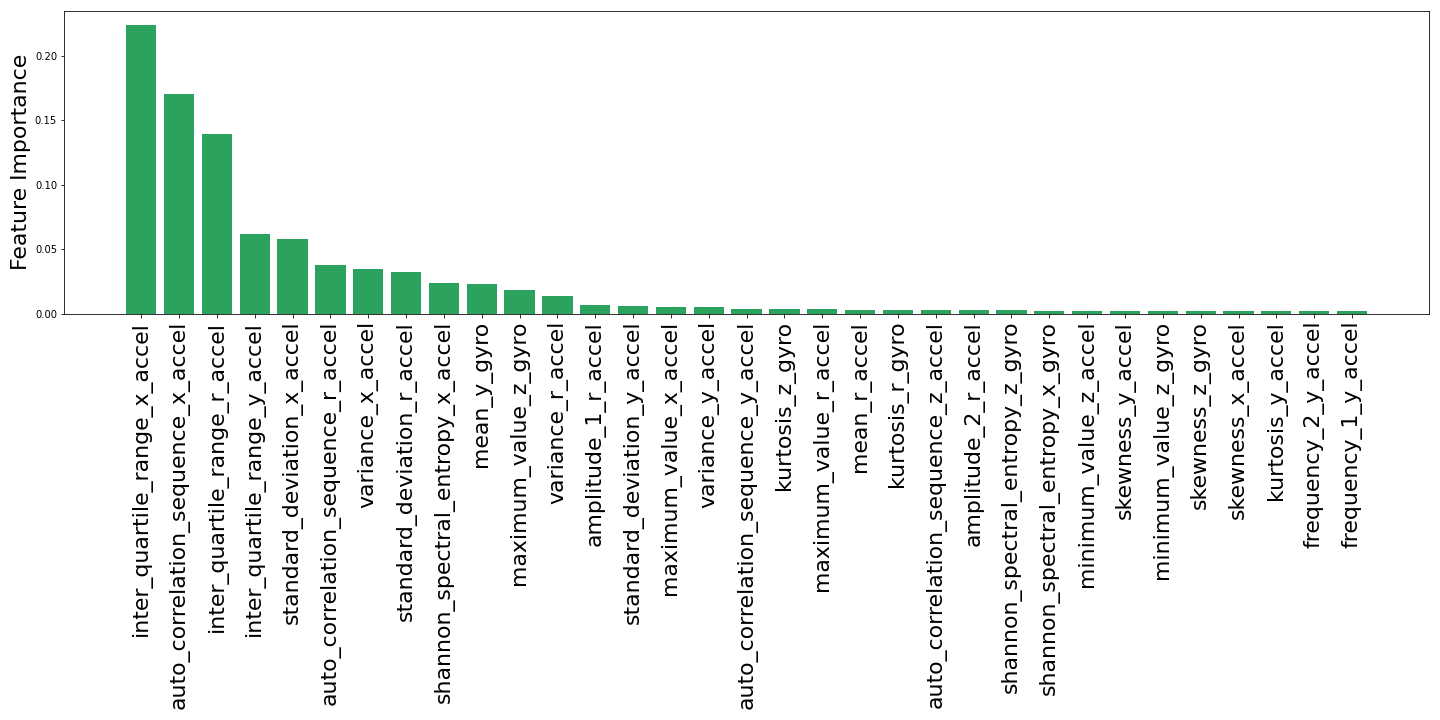 Feature Importance
0.20
0.15
0.10
0.05
0.00
inter_quartile_range_x_accel
auto_correlation_sequence_x_accel
inter_quartile_range_r_accel
inter_quartile_range_y_accel
standard_deviation_x_accel
auto_correlation_sequence_r_accel
variance_x_accel
standard_deviation_r_accel
shannon_spectral_entropy_x_accel
mean_y_gyro
maximum_value_z_gyro
variance_r_accel
amplitude_1_r_accel
standard_deviation_y_accel
maximum_value_x_accel
variance_y_accel
auto_correlation_sequence_y_accel
kurtosis_z_gyro
maximum_value_r_accel
mean_r_accel
kurtosis_r_gyro
auto_correlation_sequence_z_accel
amplitude_2_r_accel
shannon_spectral_entropy_z_gyro
shannon_spectral_entropy_x_gyro
minimum_value_z_accel
skewness_y_accel
minimum_value_z_gyro
skewness_z_gyro
skewness_x_accel
kurtosis_y_accel
frequency_2_y_accel
frequency_1_y_accel